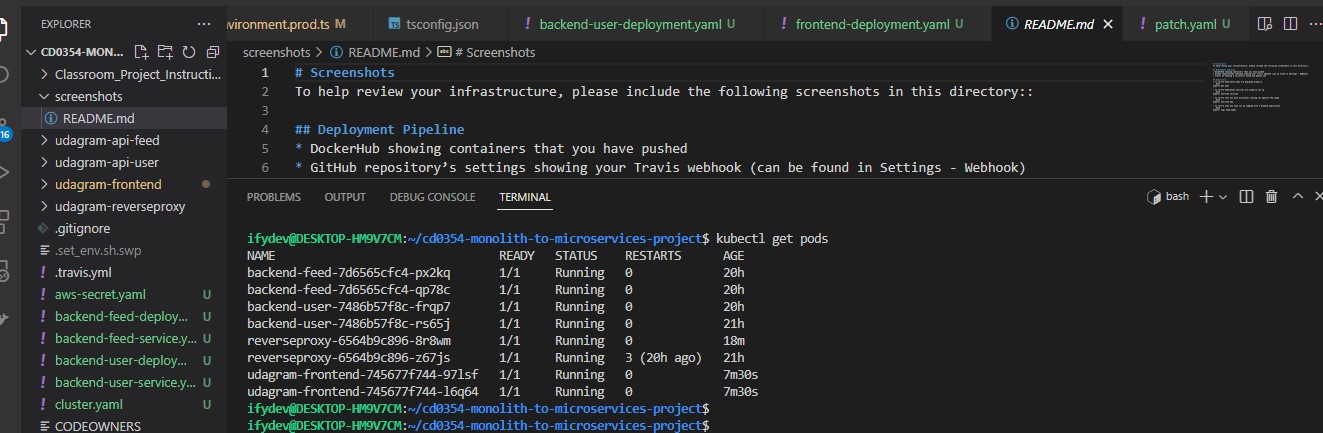 EXPLORER
nvironment.prod.ts M tsconfig.json backend-user-deployment.yaml U frontend-deployment.yaml U README.md patch.yaml U
CD0354-MON...
screenshots > README.md > # Screenshots
Classroom_Project_Instructi...
screenshots
README.md
udagram-api-feed
udagram-api-user
udagram-frontend
udagram-reverseproxy
.gitignore
.set_env.sh.swp
.travis.yml
aws-secret.yaml U
backend-feed-deploy... U
backend-feed-service.y... U
backend-user-deploy... U
backend-user-service.y... U
cluster.yaml U
CODEOWNERS
16
1 # Screenshots
2 To help review your infrastructure, please include the following screenshots in this directory::
3
4 ## Deployment Pipeline
5 * DockerHub showing containers that you have pushed
6 * GitHub repository’s settings showing your Travis webhook (can be found in Settings - Webhook)
PROBLEMS OUTPUT DEBUG CONSOLE TERMINAL bash
ifydev@DESKTOP-HM9V7CM:~/cd0354-monolith-to-microservices-project$ kubectl get pods
NAME READY STATUS RESTARTS AGE
backend-feed-7d6565cfc4-px2kq 1/1 Running 0 20h
backend-feed-7d6565cfc4-qp78c 1/1 Running 0 20h
backend-user-7486b57f8c-frqp7 1/1 Running 0 20h
backend-user-7486b57f8c-rs65j 1/1 Running 0 21h
reverseproxy-6564b9c896-8r8wm 1/1 Running 0 18m
reverseproxy-6564b9c896-z67js 1/1 Running 3 (20h ago) 21h
udagram-frontend-745677f744-97lsf 1/1 Running 0 7m30s
udagram-frontend-745677f744-l6q64 1/1 Running 0 7m30s
ifydev@DESKTOP-HM9V7CM:~/cd0354-monolith-to-microservices-project$
ifydev@DESKTOP-HM9V7CM:~/cd0354-monolith-to-microservices-project$